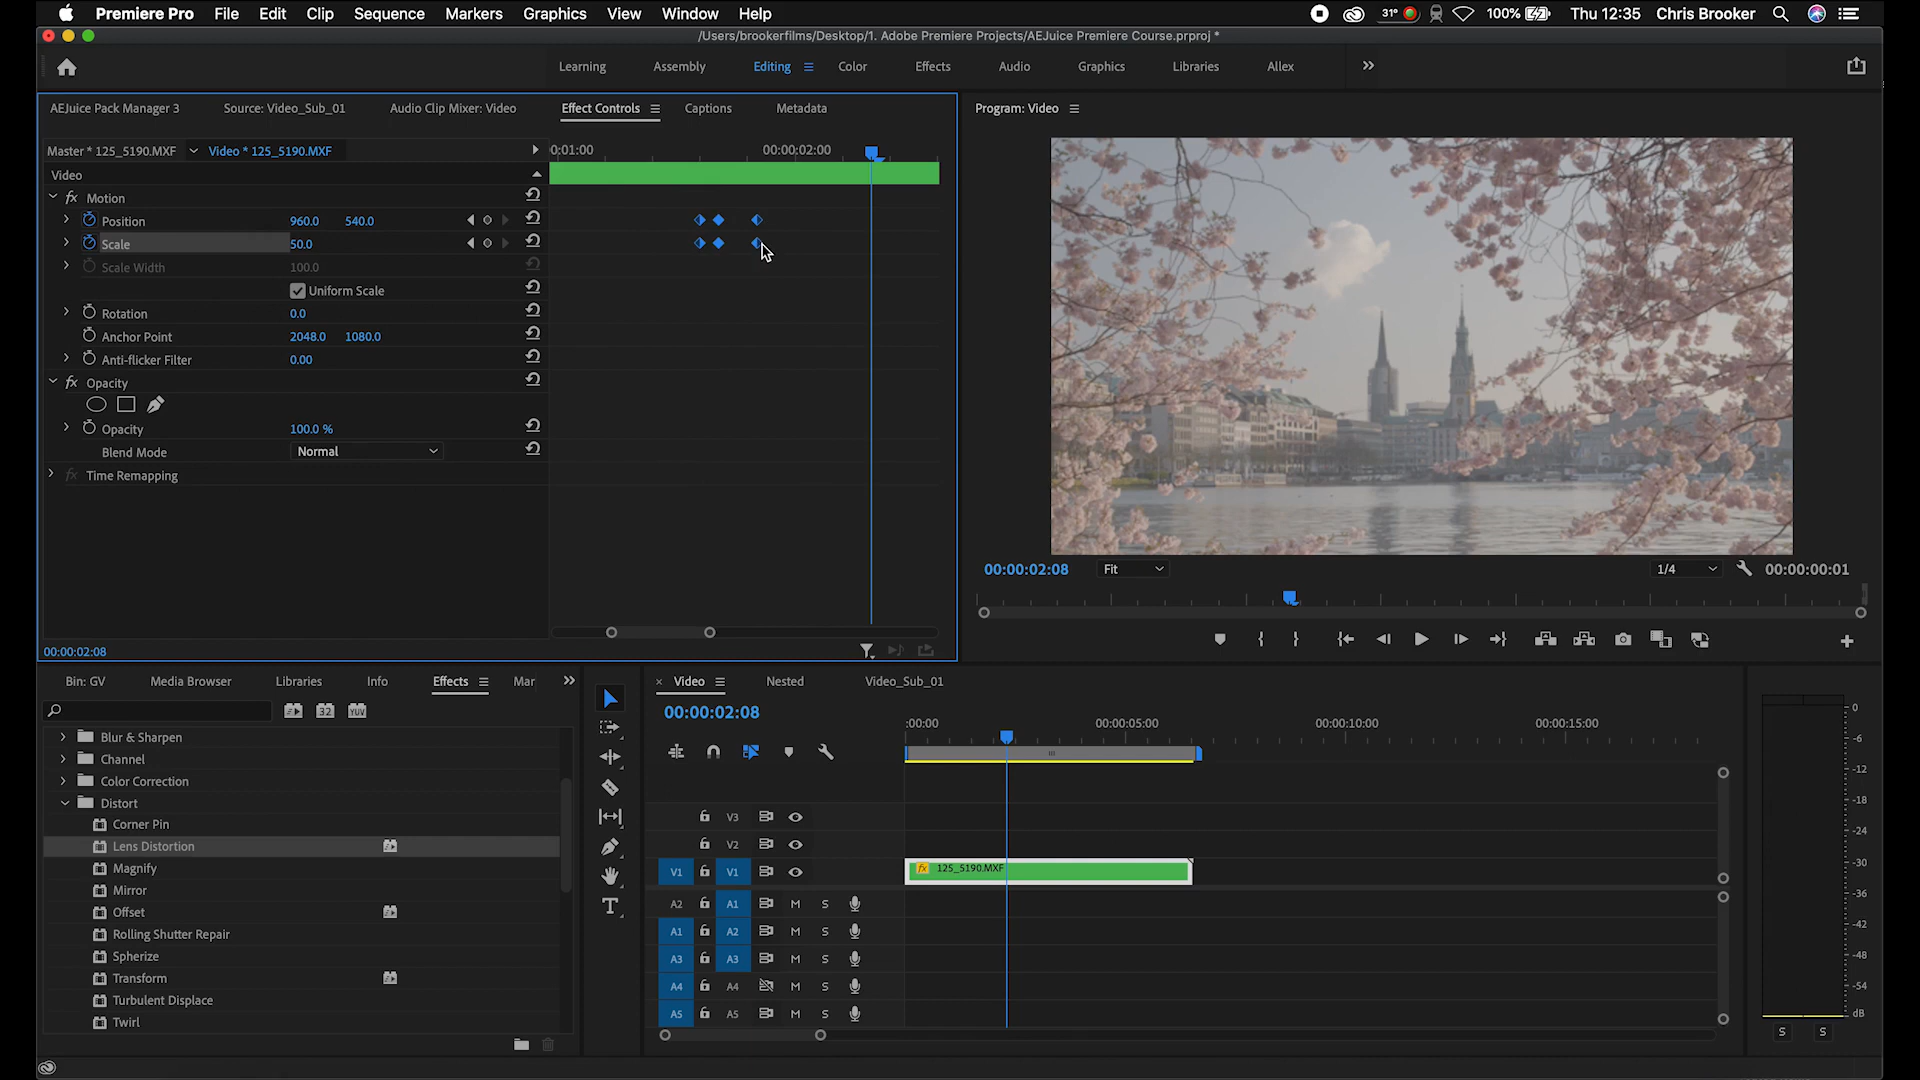 Premiere Pro File Edit Clip Sequence Markers Graphics View Window Help 31° 100% Thu 12:35 Chris Brooker
/Users/brookerfilms/Desktop/1. Adobe Premiere Projects/AEJuice Premiere Course.prproj *
Learning Assembly Editing Color Effects Audio Graphics Libraries Allex
AEJuice Pack Manager 3 Source: Video_Sub_01 Audio Clip Mixer: Video Effect Controls Captions Metadata
Program: Video
Master * 125_5190.MXF Video * 125_5190.MXF
0:01:00 00:00:02:00
Video
fx Motion
Position 960.0 540.0
Scale 50.0
Scale Width 100.0
Uniform Scale
Rotation 0.0
Anchor Point 2048.0 1080.0
Anti-flicker Filter 0.00
fx Opacity
Opacity 100.0 %
Blend Mode Normal
fx Time Remapping
00:00:02:08
00:00:02:08 Fit 1/4 00:00:00:01
Bin: GV Media Browser Libraries Info Effects Mar
32 YUV
Blur & Sharpen
Channel
Color Correction
Distort
Corner Pin
Lens Distortion
Magnify
Mirror
Offset
Rolling Shutter Repair
Spherize
Transform
Turbulent Displace
Twirl
× Video Nested Video_Sub_01
00:00:02:08
:00:00 00:00:05:00 00:00:10:00 00:00:15:00
V3
V2
V1 V1 fx 125_5190.MXF
A2 A1 M S
A1 A2 M S
A3 A3 M S
A4 A4 M S
A5 A5 M S
T
0
-6
-12
-18
-24
-30
-36
-42
-48
-54
dB
S S